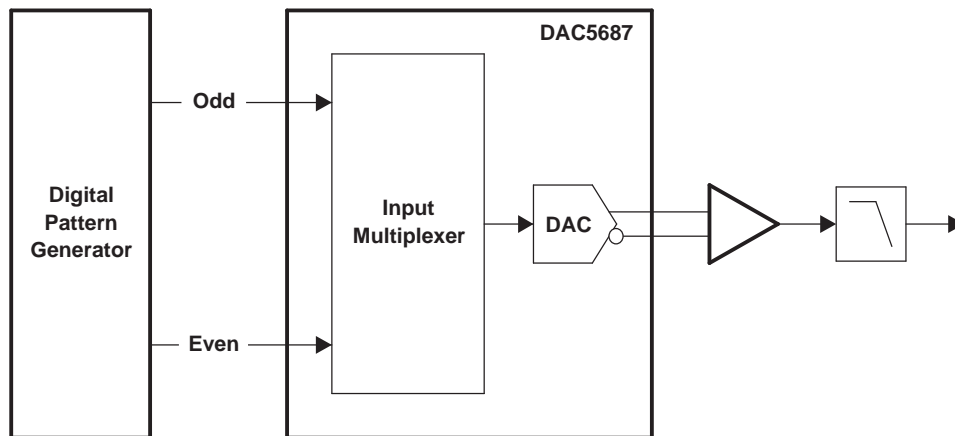 DAC5687
Odd
Digital
Pattern
Generator
Input
Multiplexer
DAC
Even